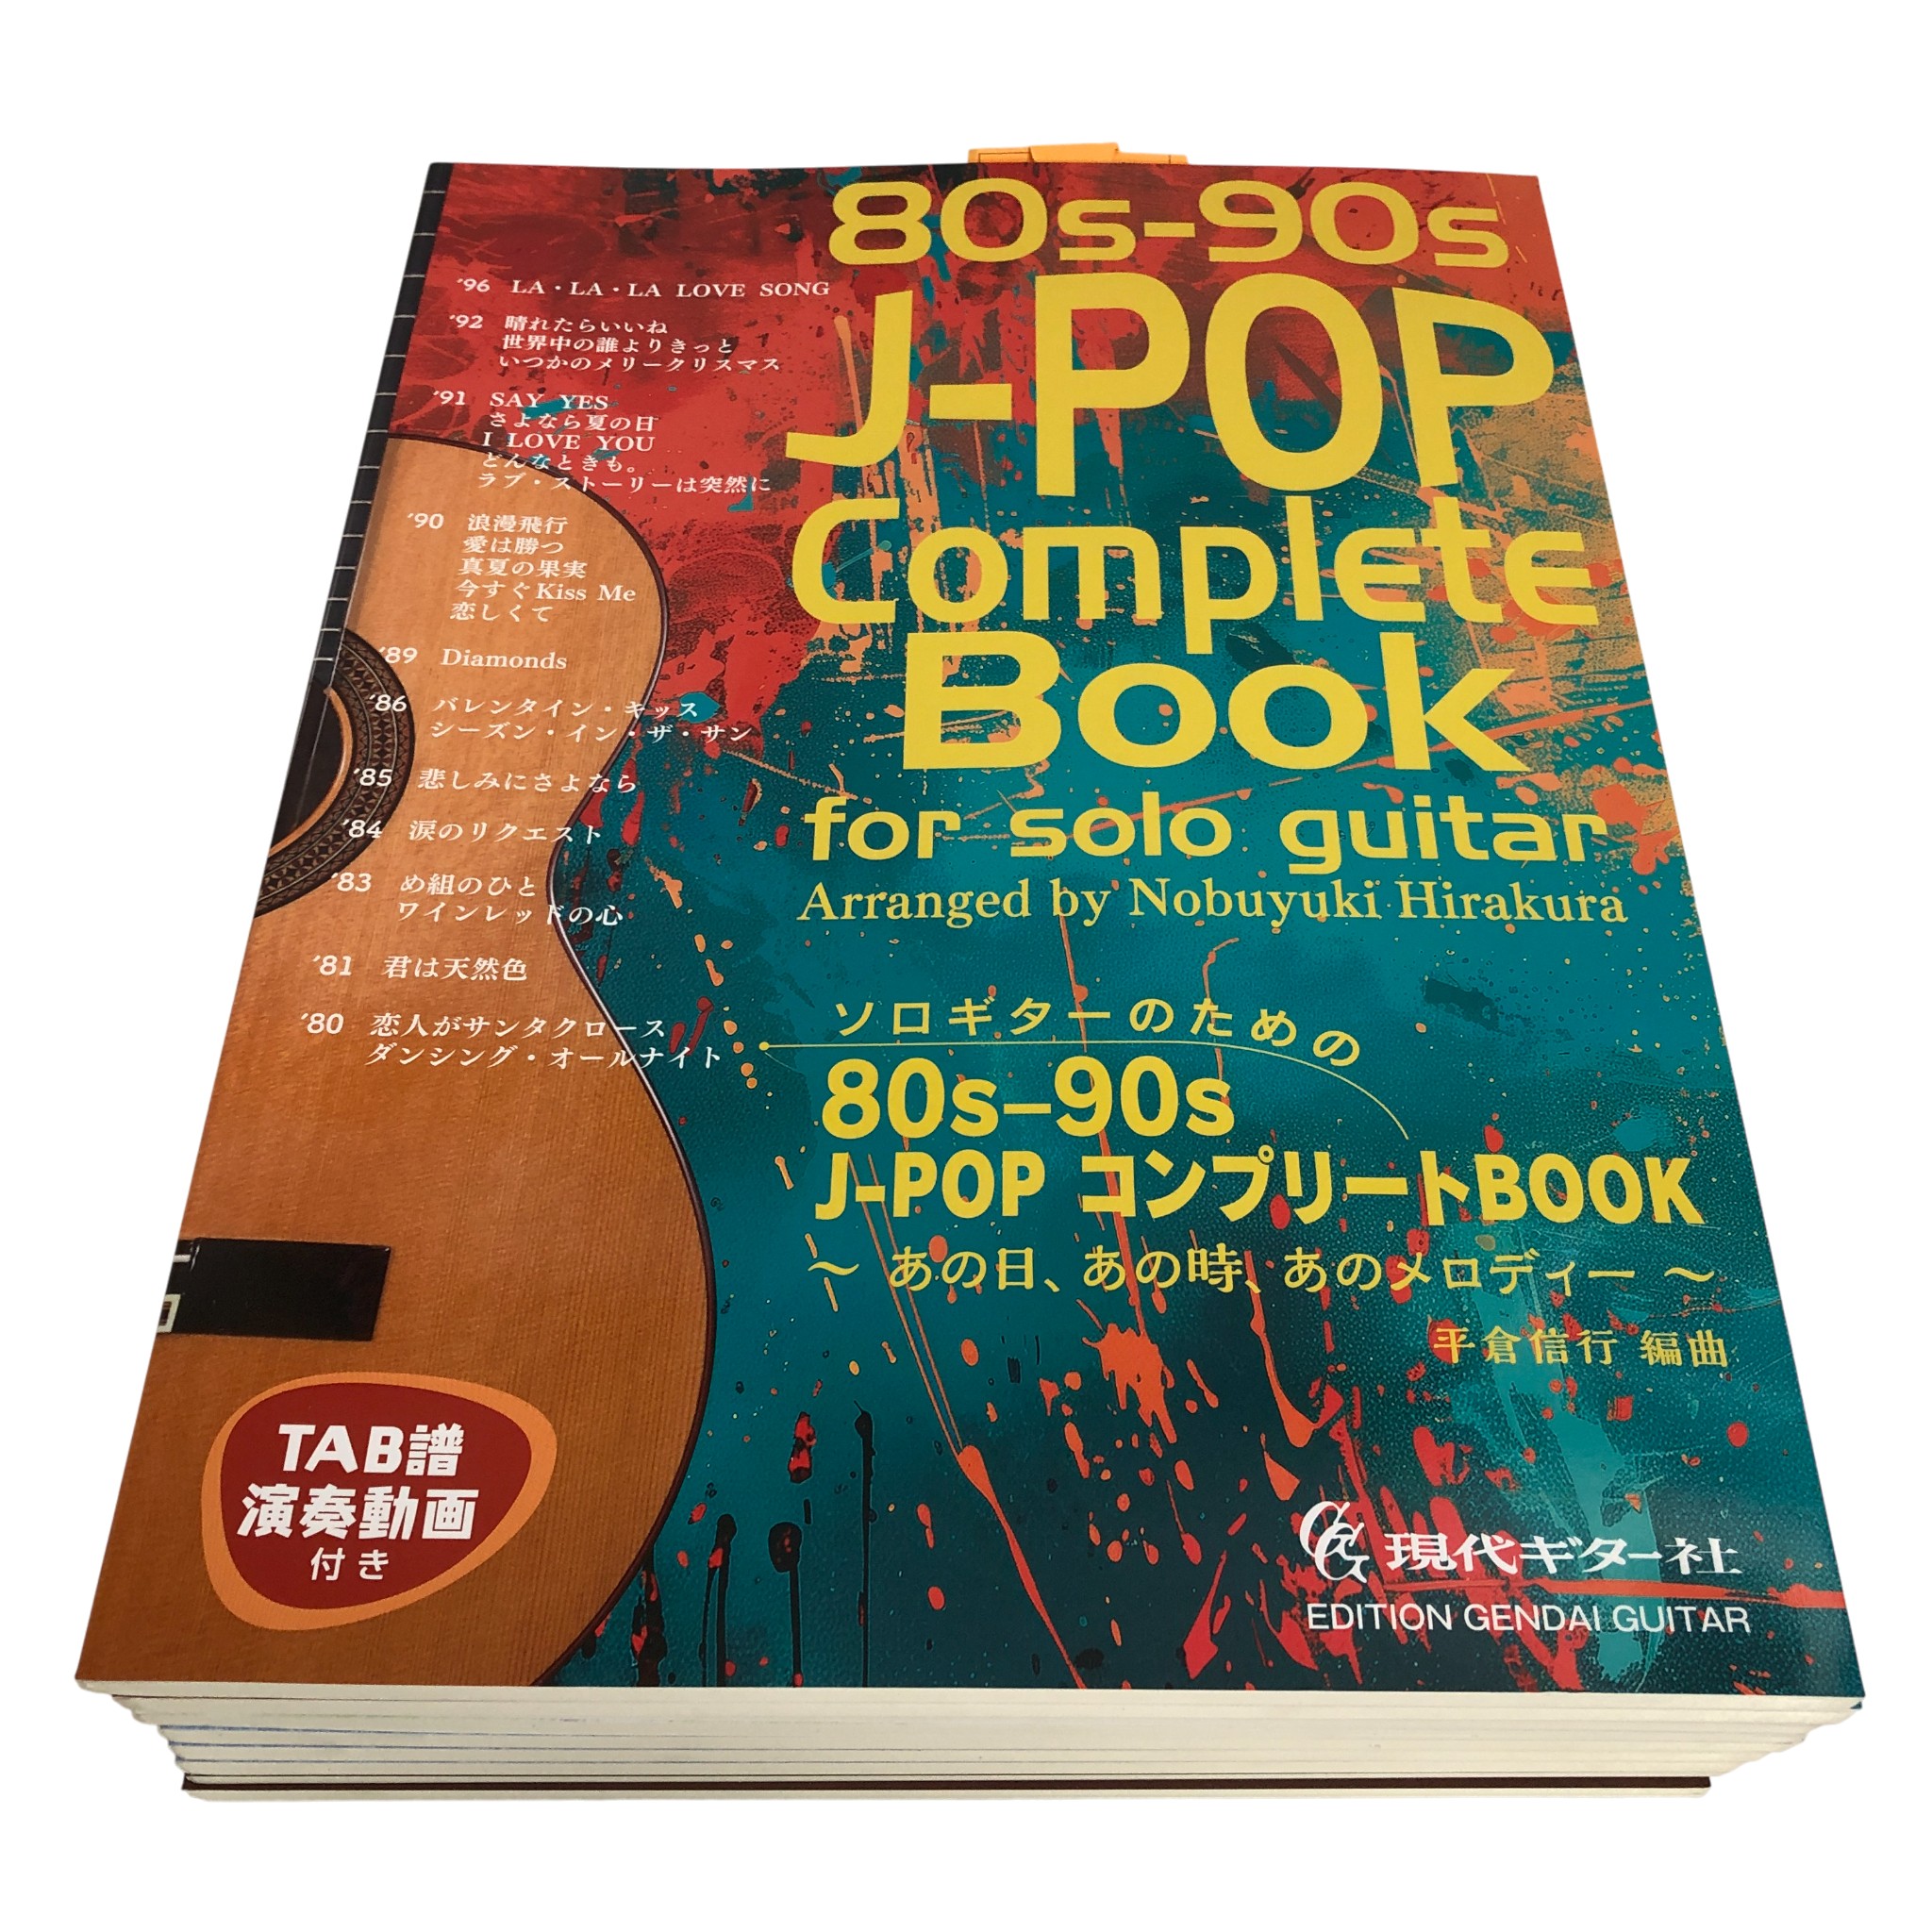 80s-90s
J-POP
Complete
Book
for solo guitar
Arranged by Nobuyuki Hirakura
'96 LA・LA・LA LOVE SONG
'92 晴れたらいいね
世界中の誰よりきっと
いつかのメリークリスマス
'91 SAY YES
さよなら夏の日
I LOVE YOU
どんなときも。
ラブ・ストーリーは突然に
'90 浪漫飛行
愛は勝つ
真夏の果実
今すぐKiss Me
恋しくて
'89 Diamonds
'86 バレンタイン・キッス
シーズン・イン・ザ・サン
'85 悲しみにさよなら
'84 涙のリクエスト
'83 め組のひと
ワインレッドの心
'81 君は天然色
'80 恋人がサンタクロース
ダンシング・オールナイト
ソロギターのための
80s–90s
J-POP コンプリートBOOK
〜 あの日、あの時、あのメロディー 〜
平倉信行 編曲
TAB譜
演奏動画
付き
GG 現代ギター社
EDITION GENDAI GUITAR